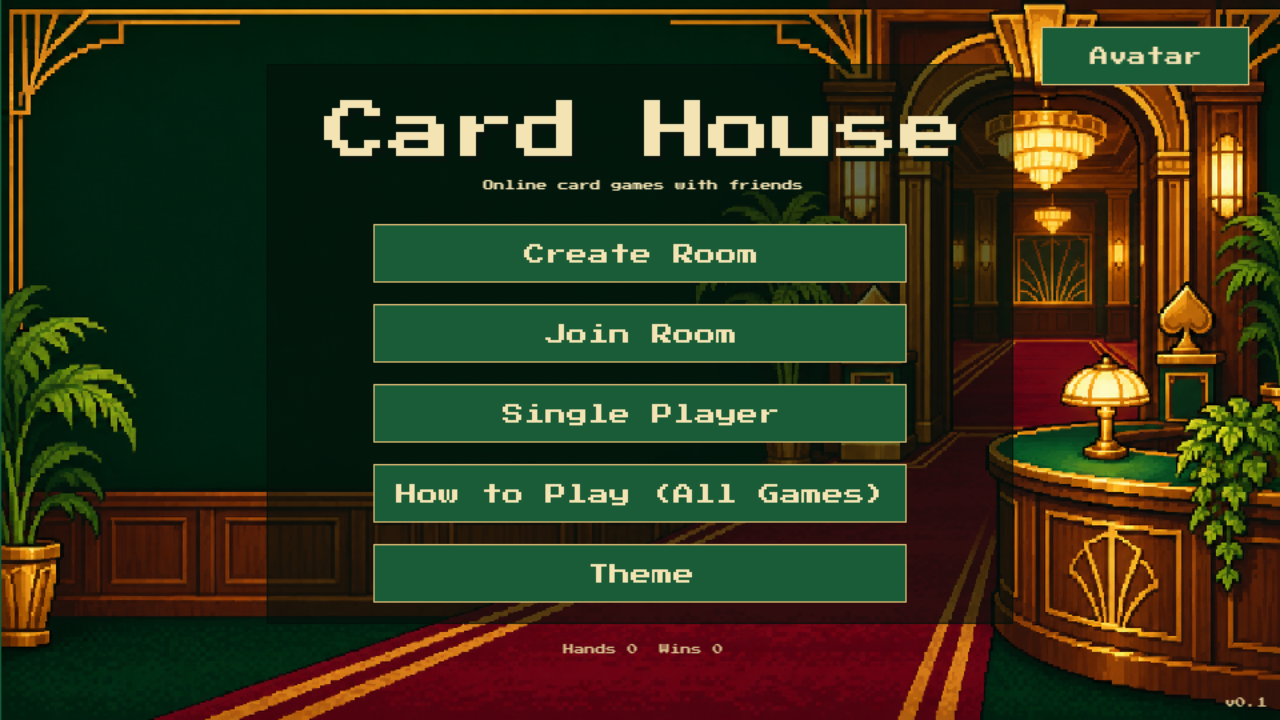 Avatar
Card House
Online card games with friends
Create Room
Join Room
Single Player
How to Play (All Games)
Theme
Hands 0 Wins 0
v0.1